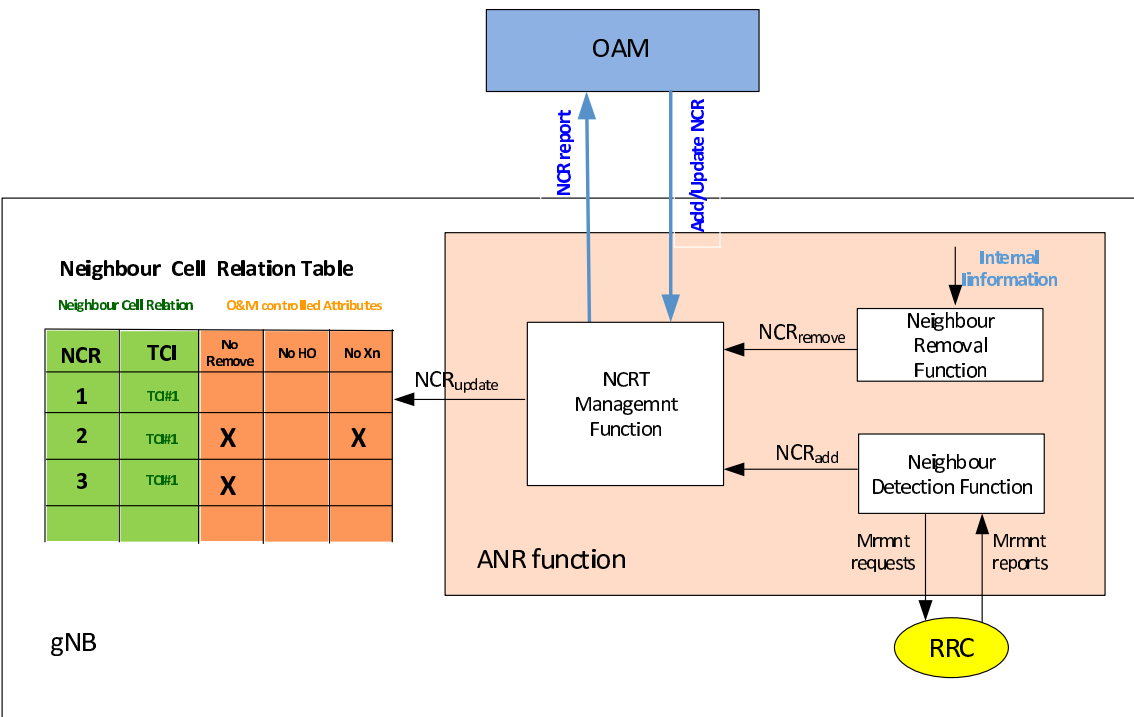 OAM
NCR report
Add/Update NCR
Neighbour Cell Relation Table
Neighbour Cell Relation
O&M controlled Attributes
NCR TCI No Remove No HO No Xn
1 TCI#1
2 TCI#1 X X
3 TCI#1 X
NCRupdate
NCRT
Managemnt
Function
NCRremove
NCRadd
Internal
Iinformation
Neighbour
Removal
Function
Neighbour
Detection Function
Mrmnt
requests
Mrmnt
reports
ANR function
RRC
gNB